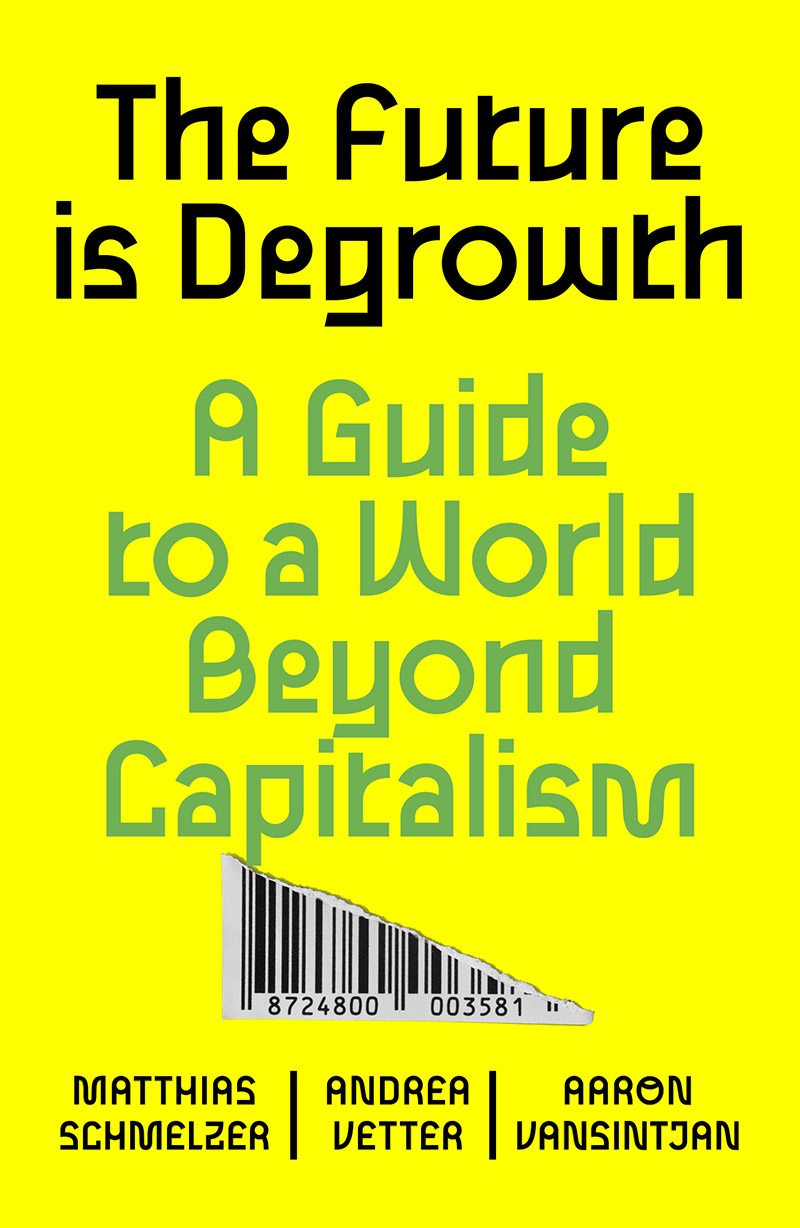 The Future
is Degrowth
A Guide
to a World
Beyond
Capitalism
8724800 003581
MATTHIAS SCHMELZER | ANDREA VETTER | AARON VANSINTJAN